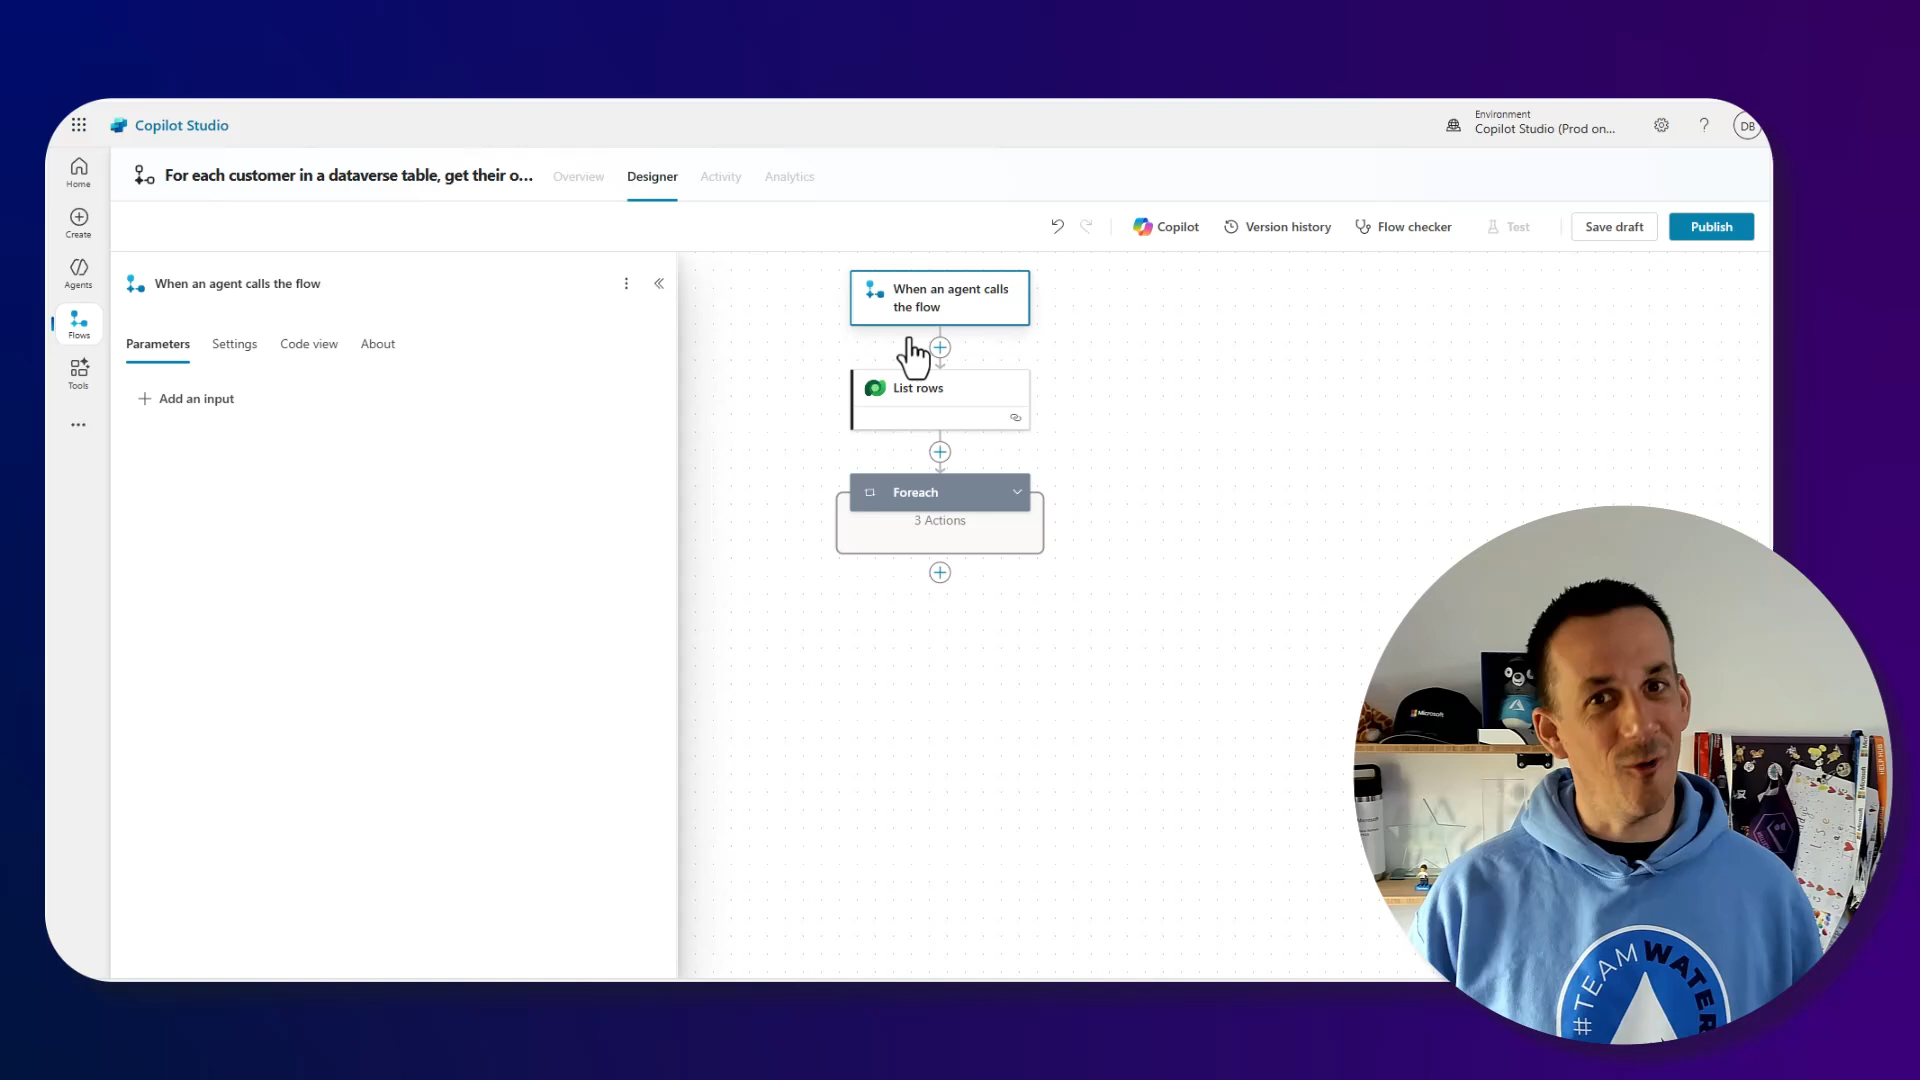 Copilot Studio
Environment
Copilot Studio (Prod on...
?
DB
Home
Create
Agents
Flows
Tools
For each customer in a dataverse table, get their o...
Overview
Designer
Activity
Analytics
Copilot
Version history
Flow checker
Test
Save draft
Publish
When an agent calls the flow
Parameters
Settings
Code view
About
Add an input
When an agent calls
the flow
List rows
Foreach
3 Actions
Microsoft
#TEAMWATER